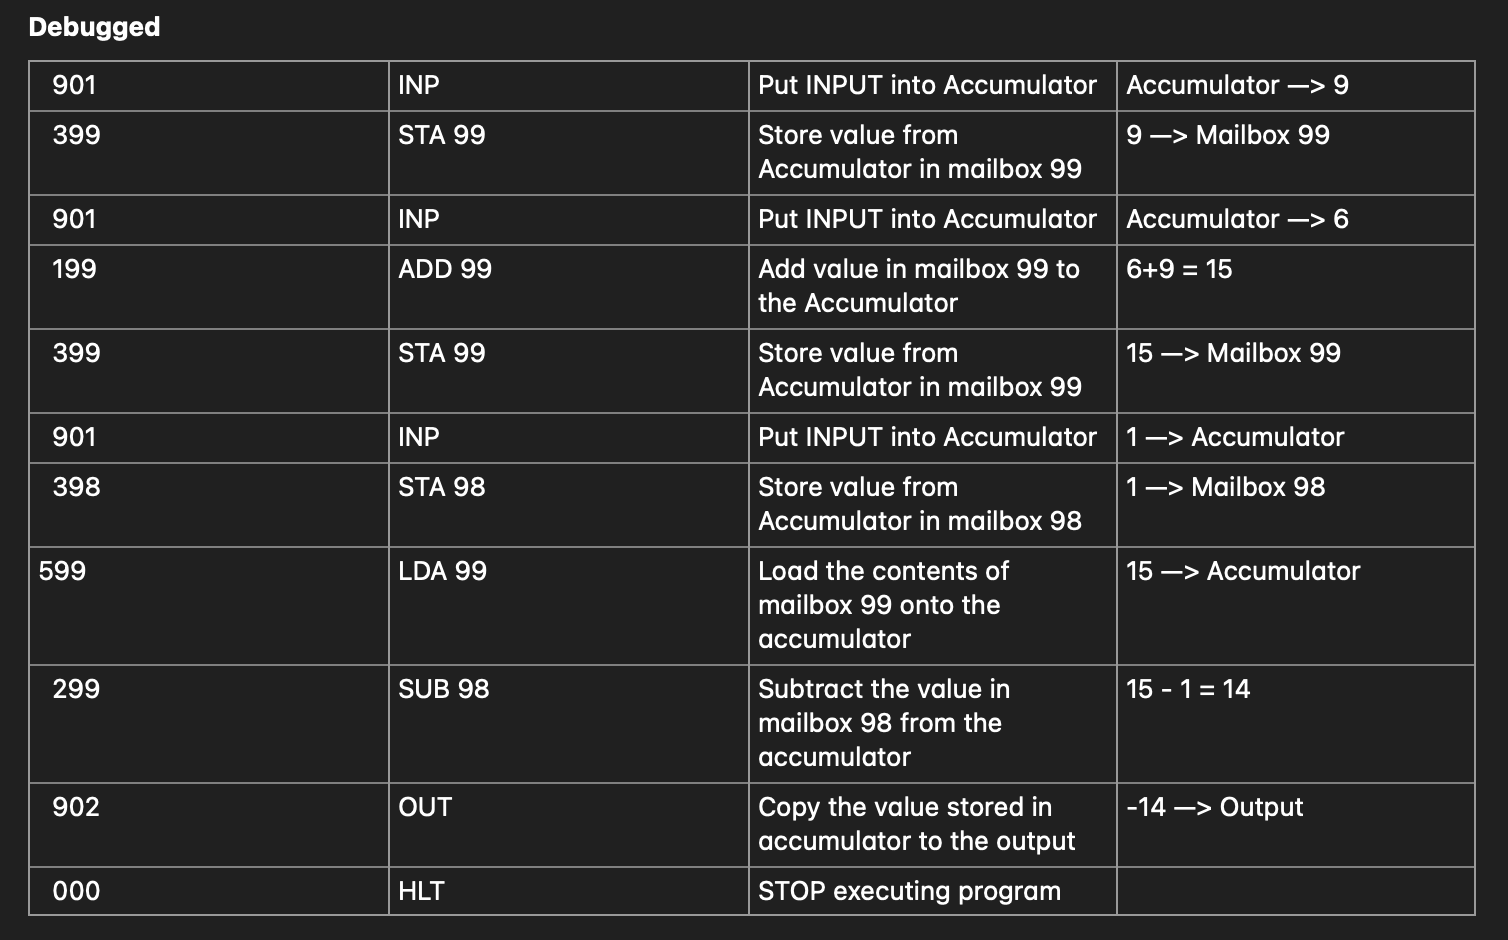 Debugged
901 INP Put INPUT into Accumulator Accumulator —> 9
399 STA 99 Store value from 9 —> Mailbox 99
Accumulator in mailbox 99
901 INP Put INPUT into Accumulator Accumulator —> 6
199 ADD 99 Add value in mailbox 99 to 6+9 = 15
the Accumulator
399 STA 99 Store value from 15 —> Mailbox 99
Accumulator in mailbox 99
901 INP Put INPUT into Accumulator 1 —> Accumulator
398 STA 98 Store value from 1 —> Mailbox 98
Accumulator in mailbox 98
599 LDA 99 Load the contents of 15 —> Accumulator
mailbox 99 onto the
accumulator
299 SUB 98 Subtract the value in 15 - 1 = 14
mailbox 98 from the
accumulator
902 OUT Copy the value stored in -14 —> Output
accumulator to the output
000 HLT STOP executing program